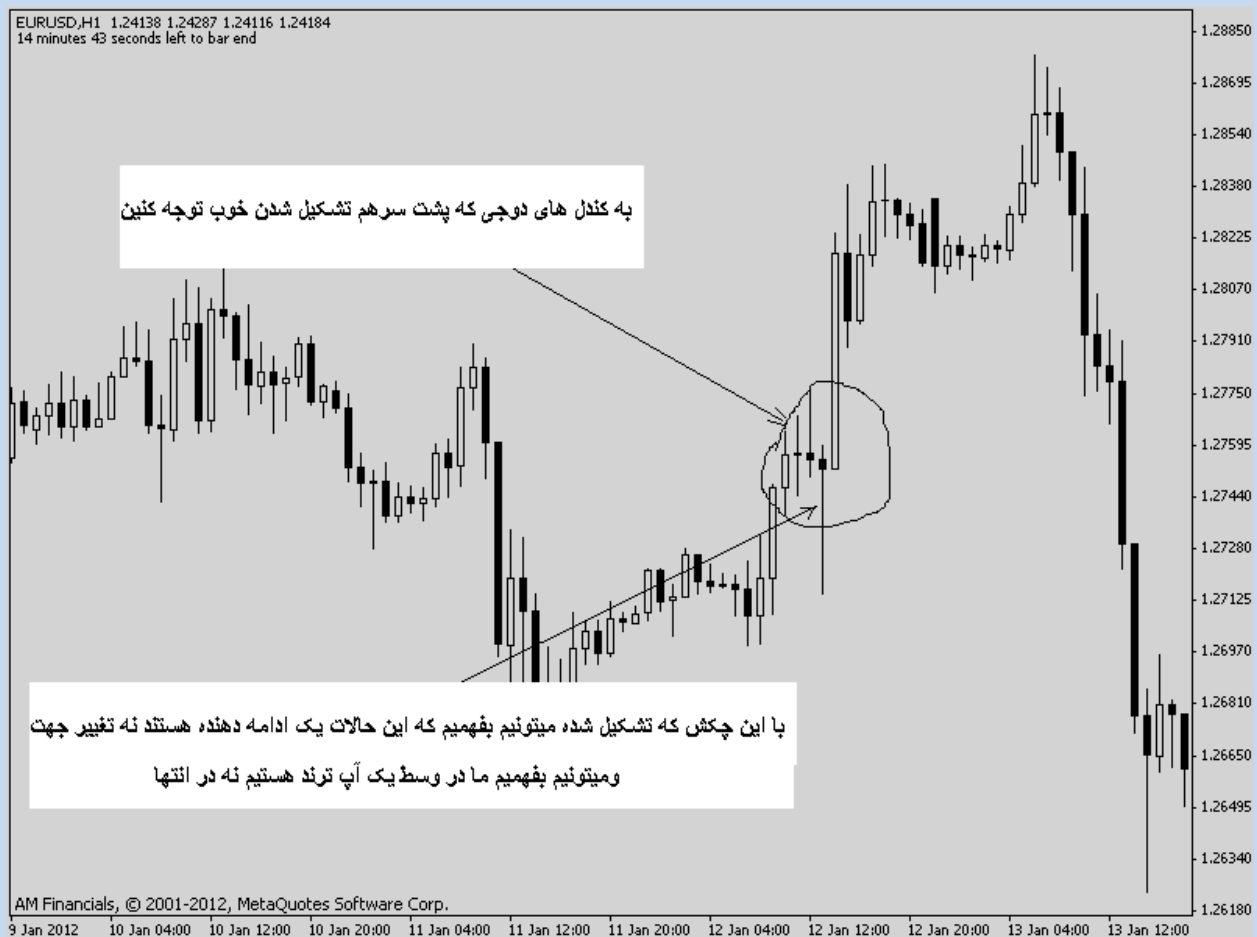 EURUSD,H1 1.24138 1.24287 1.24116 1.24184
14 minutes 43 seconds left to bar end
به کندل های دوجی که پشت سرهم تشکیل شدن خوب توجه کنین
با این چکش که تشکیل شده میتونیم بفهمیم که این حالات یک ادامه دهنده هستند نه تغییر جهت
ومیتونیم بفهمیم ما در وسط یک آپ ترند هستیم نه در انتها
1.28850
1.28695
1.28540
1.28380
1.28225
1.28070
1.27910
1.27750
1.27595
1.27440
1.27280
1.27125
1.26970
1.26810
1.26650
1.26495
1.26340
1.26180
AM Financials, © 2001-2012, MetaQuotes Software Corp.
9 Jan 2012 10 Jan 04:00 10 Jan 12:00 10 Jan 20:00 11 Jan 04:00 11 Jan 12:00 11 Jan 20:00 12 Jan 04:00 12 Jan 12:00 12 Jan 20:00 13 Jan 04:00 13 Jan 12:00